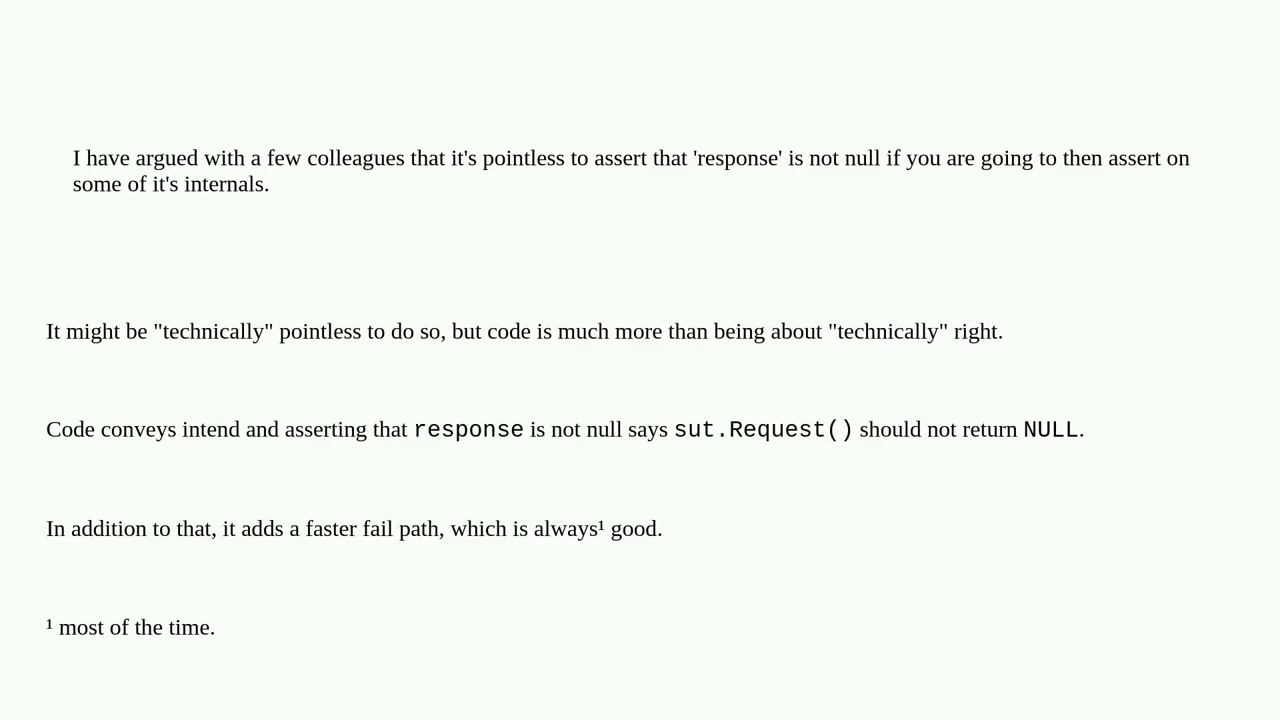 I have argued with a few colleagues that it's pointless to assert that 'response' is not null if you are going to then assert on
some of it's internals.
It might be "technically" pointless to do so, but code is much more than being about "technically" right.
Code conveys intend and asserting that response is not null says sut.Request() should not return NULL.
In addition to that, it adds a faster fail path, which is always¹ good.
¹ most of the time.